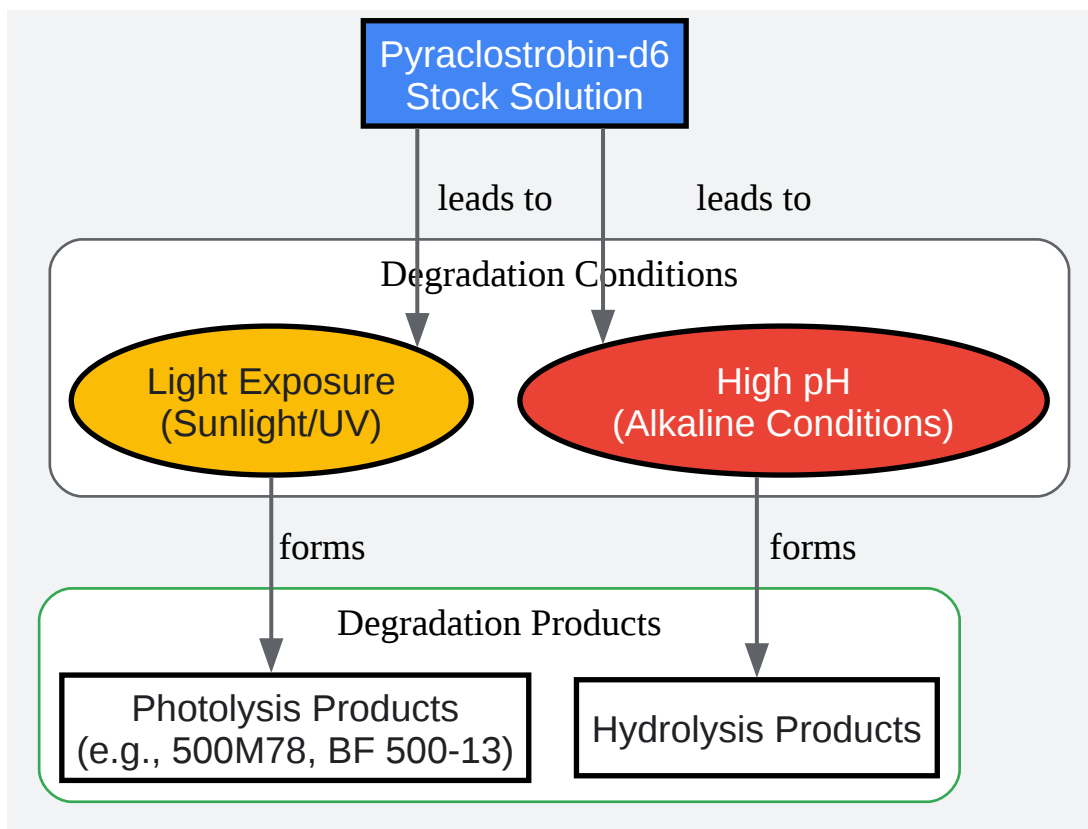 Pyraclostrobin-d6
Stock Solution
leads to
leads to
Degradation Conditions
Light Exposure
(Sunlight/UV)
High pH
(Alkaline Conditions)
forms
forms
Degradation Products
Photolysis Products
(e.g., 500M78, BF 500-13)
Hydrolysis Products